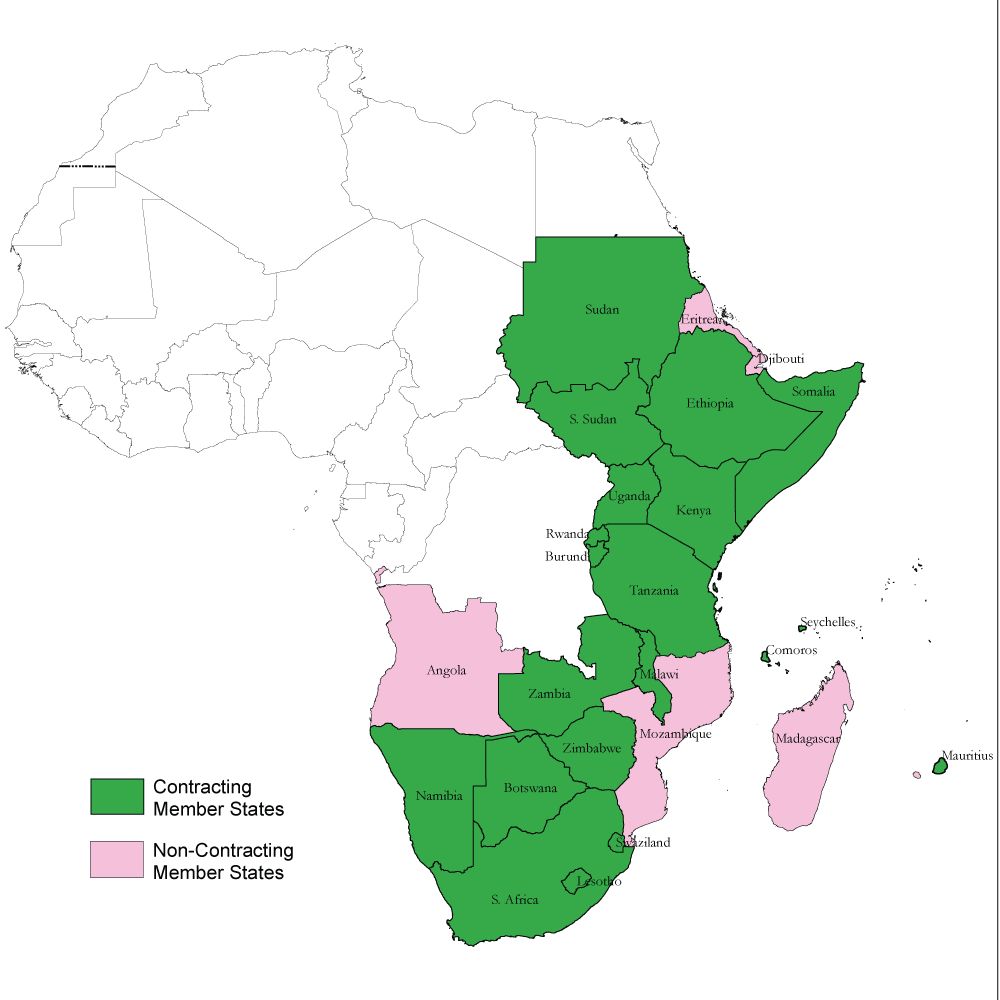 Sudan
Eritrea
Djibouti
Somalia
Ethiopia
S. Sudan
Uganda
Kenya
Rwanda
Burundi
Tanzania
Seychelles
Comoros
Angola
Malawi
Zambia
Mozambique
Madagascar
Zimbabwe
Mauritius
Botswana
Namibia
Swaziland
Lesotho
S. Africa
Contracting
Member States
Non-Contracting
Member States